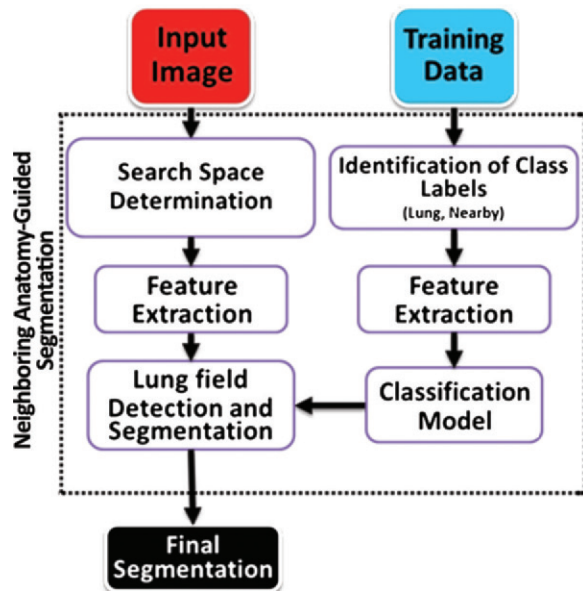 Input
Image
Training
Data
Neighboring Anatomy-Guided
Segmentation
Search Space
Determination
Identification of Class
Labels
(Lung, Nearby)
Feature
Extraction
Feature
Extraction
Lung field
Detection and
Segmentation
Classification
Model
Final
Segmentation